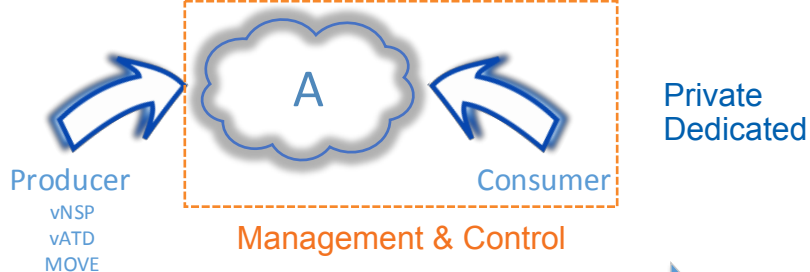 A
Private
Dedicated
Producer
Consumer
vNSP
vATD
MOVE
Management & Control